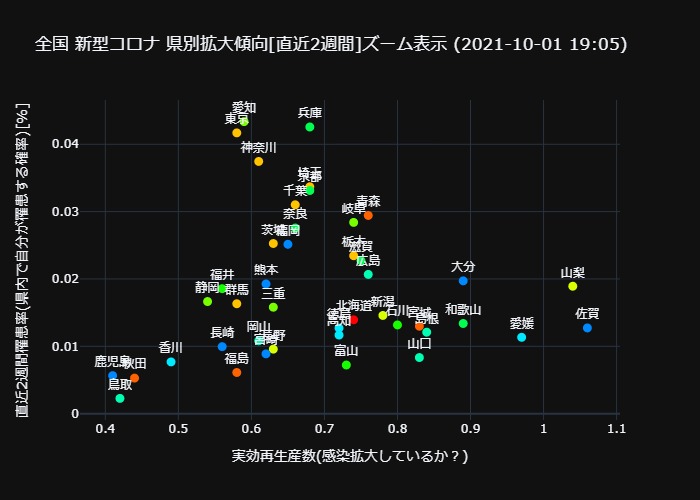 全国 新型コロナ 県別拡大傾向[直近2週間]ズーム表示 (2021-10-01 19:05)
直近2週間罹患率(県内で自分が罹患する確率)[%]
0.04
0.03
0.02
0.01
0
愛知
東京
兵庫
神奈川
埼玉
京都
千葉
奈良
青森
岐阜
茨城
福岡
栃木
滋賀
広島
熊本
大分
山梨
福井
静岡
群馬
三重
北海道
新潟
石川
宮城
島根
和歌山
佐賀
徳島
高知
愛媛
岡山
長野
宮崎
長崎
富山
山口
香川
福島
鹿児島
秋田
鳥取
0.4
0.5
0.6
0.7
0.8
0.9
1
1.1
実効再生産数(感染拡大しているか？)